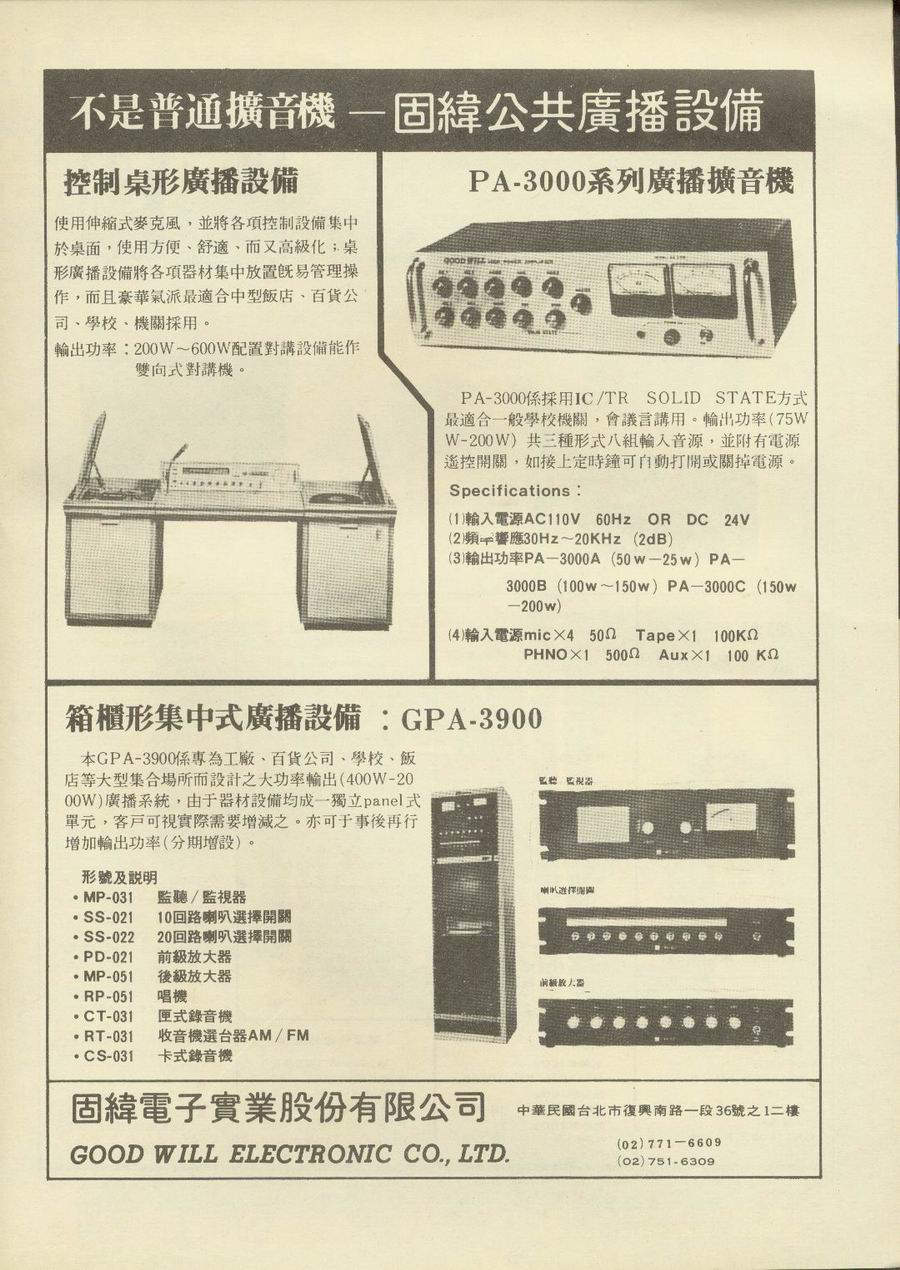 不是普通擴音機 — 固緯公共廣播設備
控制桌形廣播設備
使用伸縮式麥克風，並將各項控制設備集中
於桌面，使用方便、舒適、而又高級化；桌
形廣播設備將各項器材集中放置旣易管理操
作，而且豪華氣派最適合中型飯店、百貨公
司、學校、機關採用。
輸出功率：200W～600W配置對講設備能作
雙向式對講機。
PA-3000系列廣播擴音機
GOOD WILL HIGH POWER AMPLIFIER
PA-3000係採用IC/TR SOLID STATE方式
最適合一般學校機關，會議言講用。輸出功率(75W
W-200W) 共三種形式八組輸入音源，並附有電源
遙控開關，如接上定時鐘可自動打開或關掉電源。
Specifications：
(1)輸入電源AC110V 60Hz OR DC 24V
(2)頻率響應30Hz～20KHz (2dB)
(3)輸出功率PA－3000A (50w－25w) PA－
3000B (100w～150w) PA－3000C (150w
－200w)
(4)輸入電源mic×4 50Ω Tape×1 100KΩ
PHNO×1 500Ω Aux×1 100 KΩ
箱櫃形集中式廣播設備 ：GPA-3900
本GPA-3900係專為工廠、百貨公司、學校、飯
店等大型集合場所而設計之大功率輸出(400W-20
00W)廣播系統，由于器材設備均成一獨立panel式
單元，客戸可視實際需要增減之。亦可于事後再行
增加輸出功率(分期增設)。
形號及説明
•MP-031 監聽／監視器
•SS-021 10回路喇叭選擇開關
•SS-022 20回路喇叭選擇開關
•PD-021 前級放大器
•MP-051 後級放大器
•RP-051 唱機
•CT-031 匣式錄音機
•RT-031 收音機選台器AM／FM
•CS-031 卡式錄音機
監聽／監視器
喇叭選擇開關
前級放大器
固緯電子實業股份有限公司
GOOD WILL ELECTRONIC CO., LTD.
中華民國台北市復興南路一段36號之1二樓
(02)771－6609
(02)751-6309